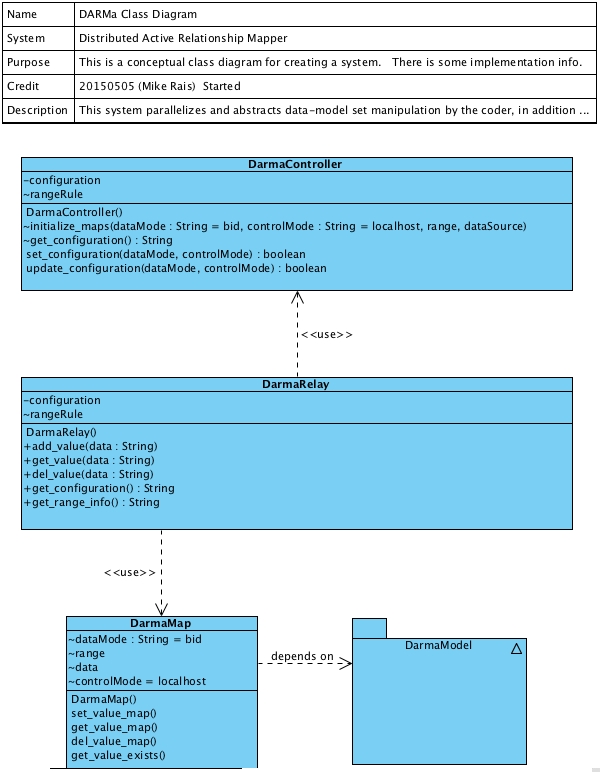 Name DARMa Class Diagram
System Distributed Active Relationship Mapper
Purpose This is a conceptual class diagram for creating a system. There is some implementation info.
Credit 20150505 (Mike Rais) Started
Description This system parallelizes and abstracts data-model set manipulation by the coder, in addition ...
DarmaController
~configuration
~rangeRule
DarmaController()
~initialize_maps(dataMode : String = bid, controlMode : String = localhost, range, dataSource)
~get_configuration() : String
set_configuration(dataMode, controlMode) : boolean
update_configuration(dataMode, controlMode) : boolean
<<use>>
DarmaRelay
-configuration
~rangeRule
DarmaRelay()
+add_value(data : String)
+get_value(data : String)
+del_value(data : String)
+get_configuration() : String
+get_range_info() : String
<<use>>
DarmaMap
~dataMode : String = bid
~range
~data
~controlMode = localhost
DarmaMap()
set_value_map()
get_value_map()
del_value_map()
get_value_exists()
depends on
DarmaModel